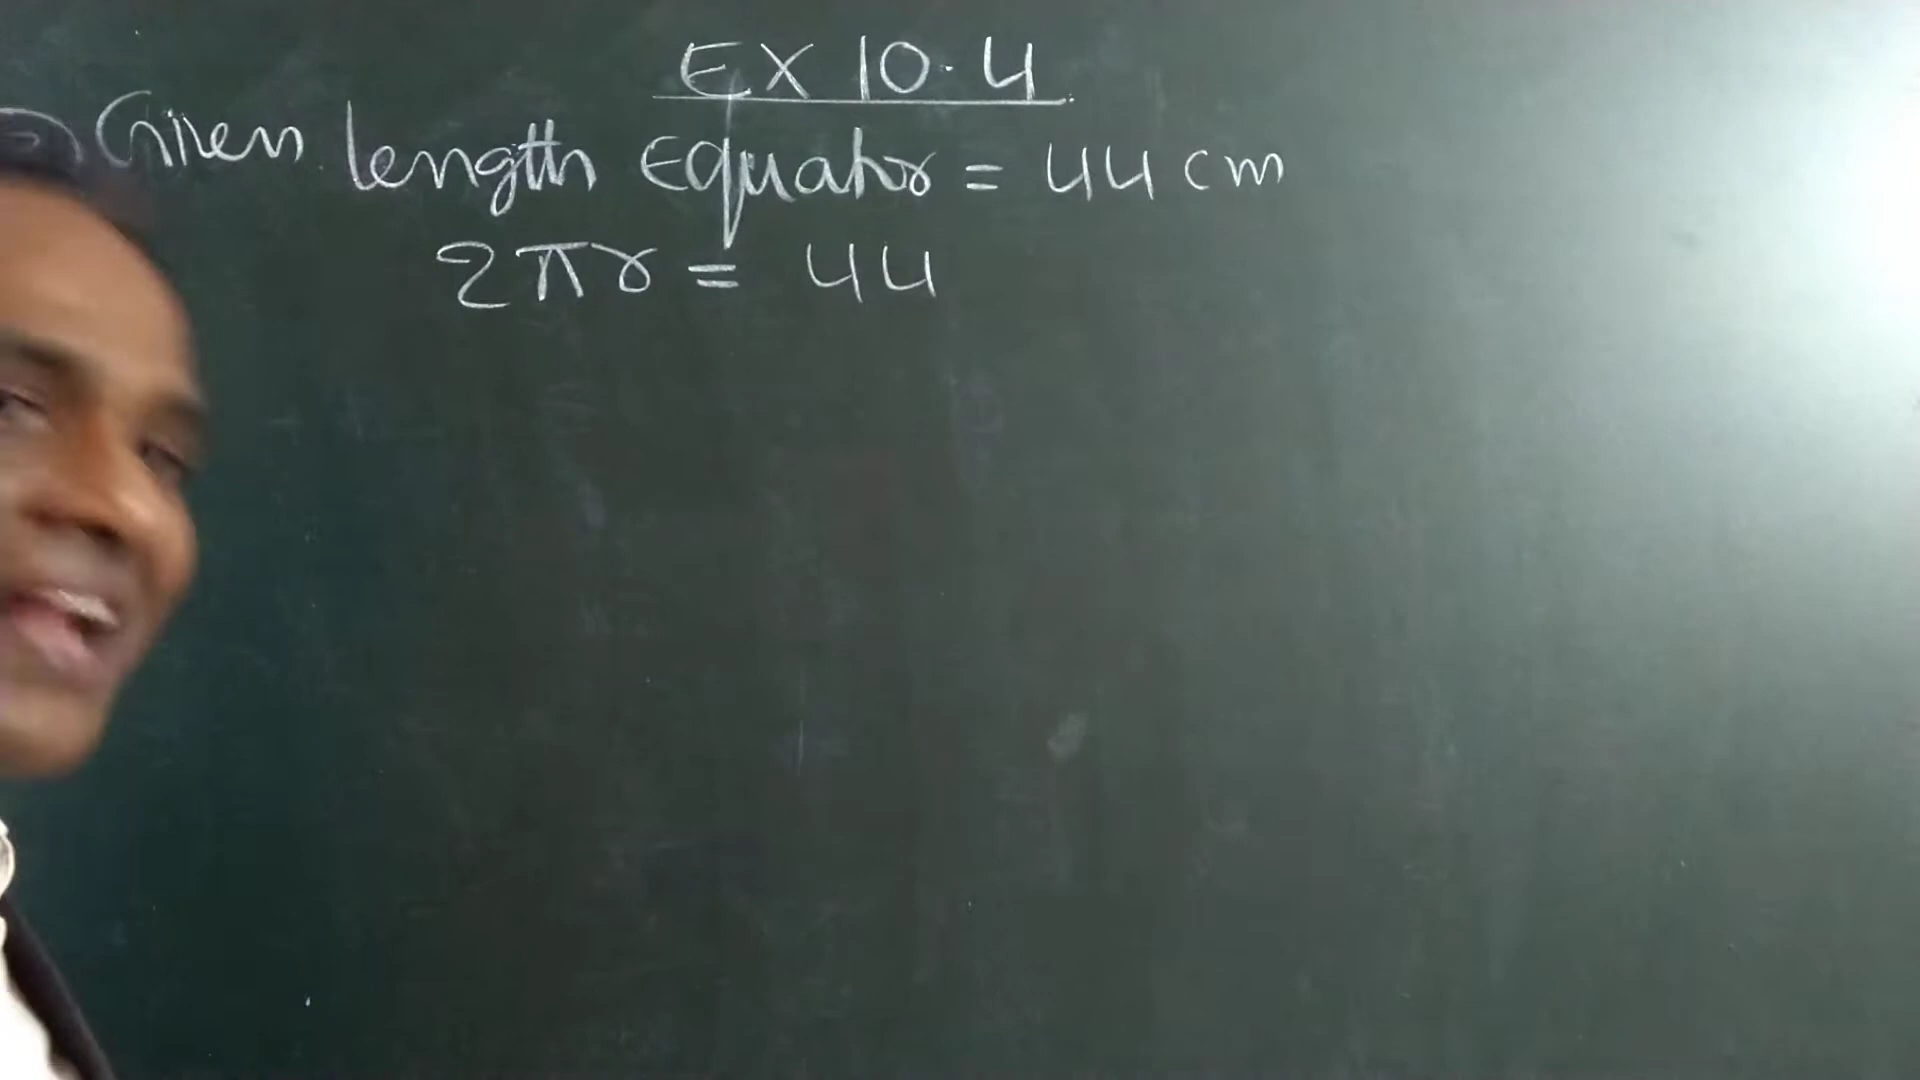 EX 10.4
Given length Equator = 44 cm
2πr = 44